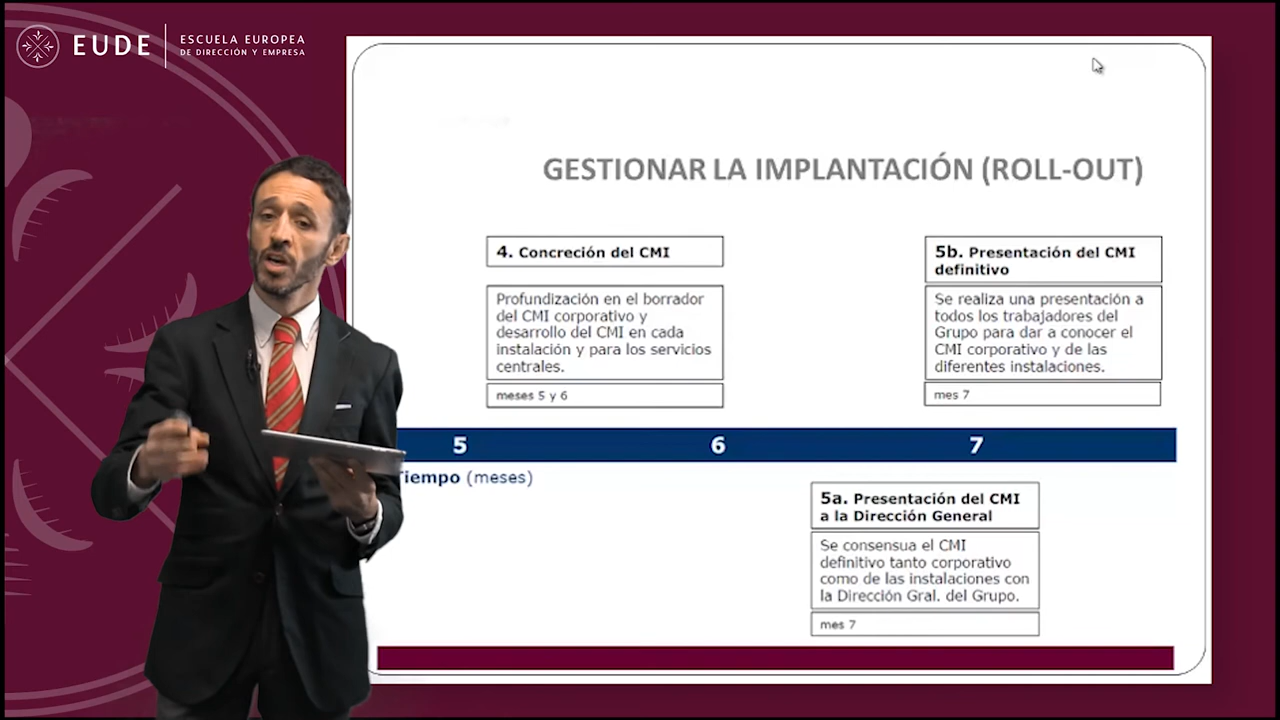 EUDE
ESCUELA EUROPEA
DE DIRECCIÓN Y EMPRESA
GESTIONAR LA IMPLANTACIÓN (ROLL-OUT)
4. Concreción del CMI
Profundización en el borrador
del CMI corporativo y
desarrollo del CMI en cada
instalación y para los servicios
centrales.
meses 5 y 6
5b. Presentación del CMI
definitivo
Se realiza una presentación a
todos los trabajadores del
Grupo para dar a conocer el
CMI corporativo y de las
diferentes instalaciones.
mes 7
5 6 7
Tiempo (meses)
5a. Presentación del CMI
a la Dirección General
Se consensua el CMI
definitivo tanto corporativo
como de las instalaciones con
la Dirección Gral. del Grupo.
mes 7